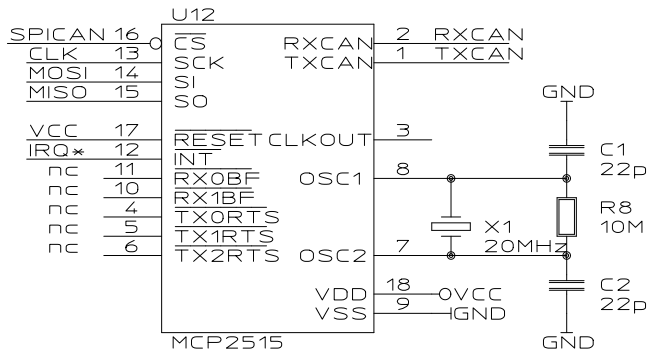 U12
SPICAN 16 CS RXCAN 2 RXCAN
CLK 13 SCK TXCAN 1 TXCAN
MOSI 14 SI
MISO 15 SO
GND
VCC 17 RESET CLKOUT 3
IRQ* 12 INT
C1
22p
nc 11 RX0BF OSC1 8
nc 10 RX1BF
nc 4 TX0RTS
R8
10M
X1
20MHz
nc 5 TX1RTS
nc 6 TX2RTS OSC2 7
C2
22p
VDD 18 VCC
VSS 9 GND
MCP2515
GND